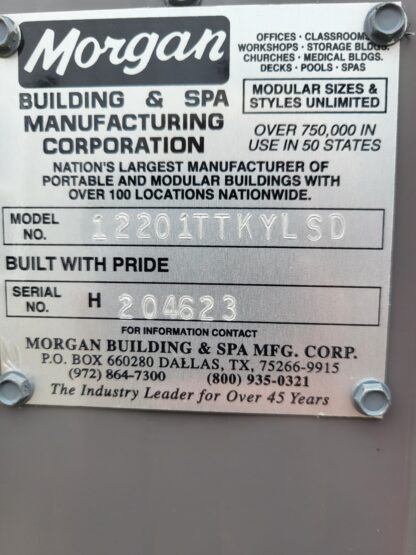 Morgan
OFFICES · CLASSROOMS
WORKSHOPS · STORAGE BLDGS.
CHURCHES · MEDICAL BLDGS.
DECKS · POOLS · SPAS
MODULAR SIZES &
STYLES UNLIMITED
BUILDING & SPA
MANUFACTURING
CORPORATION
OVER 750,000 IN
USE IN 50 STATES
NATION'S LARGEST MANUFACTURER OF
PORTABLE AND MODULAR BUILDINGS WITH
OVER 100 LOCATIONS NATIONWIDE.
MODEL NO. 12201TTKYLSD
BUILT WITH PRIDE
SERIAL NO. H 204623
FOR INFORMATION CONTACT
MORGAN BUILDING & SPA MFG. CORP.
P.O. BOX 660280 DALLAS, TX, 75266-9915
(972) 864-7300 (800) 935-0321
The Industry Leader for Over 45 Years